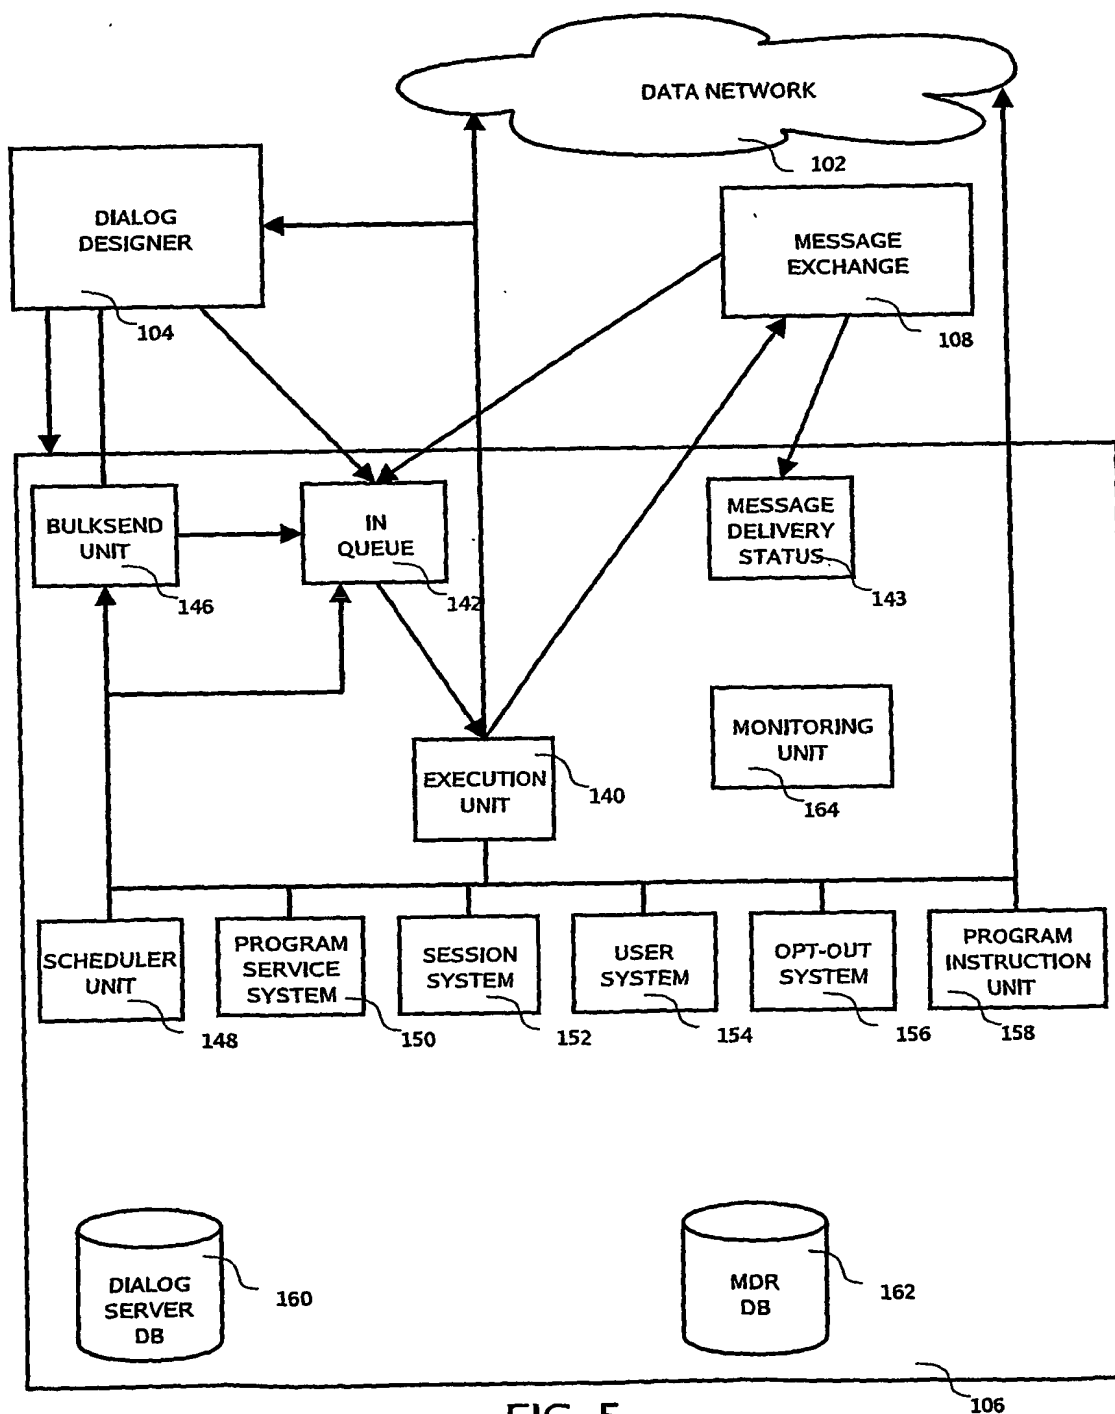 DATA NETWORK
102
DIALOG
DESIGNER
104
MESSAGE
EXCHANGE
108
BULKSEND
UNIT
146
IN
QUEUE
142
MESSAGE
DELIVERY
STATUS
143
MONITORING
UNIT
164
EXECUTION
UNIT
140
SCHEDULER
UNIT
148
PROGRAM
SERVICE
SYSTEM
150
SESSION
SYSTEM
152
USER
SYSTEM
154
OPT-OUT
SYSTEM
156
PROGRAM
INSTRUCTION
UNIT
158
DIALOG
SERVER
DB
160
MDR
DB
162
106
FIG. 5